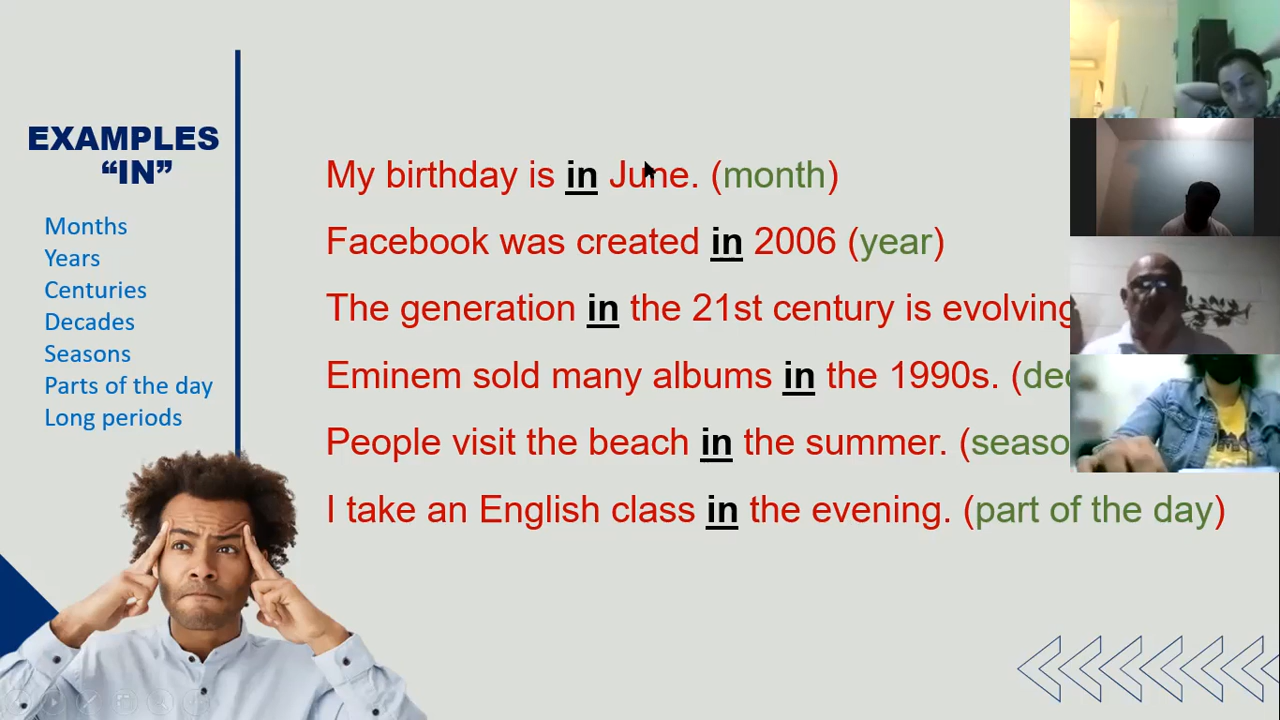 EXAMPLES
“IN”
Months
Years
Centuries
Decades
Seasons
Parts of the day
Long periods
My birthday is in June. (month)
Facebook was created in 2006 (year)
The generation in the 21st century is evolving
Eminem sold many albums in the 1990s. (
People visit the beach in the summer. (
I take an English class in the evening. (part of the day)